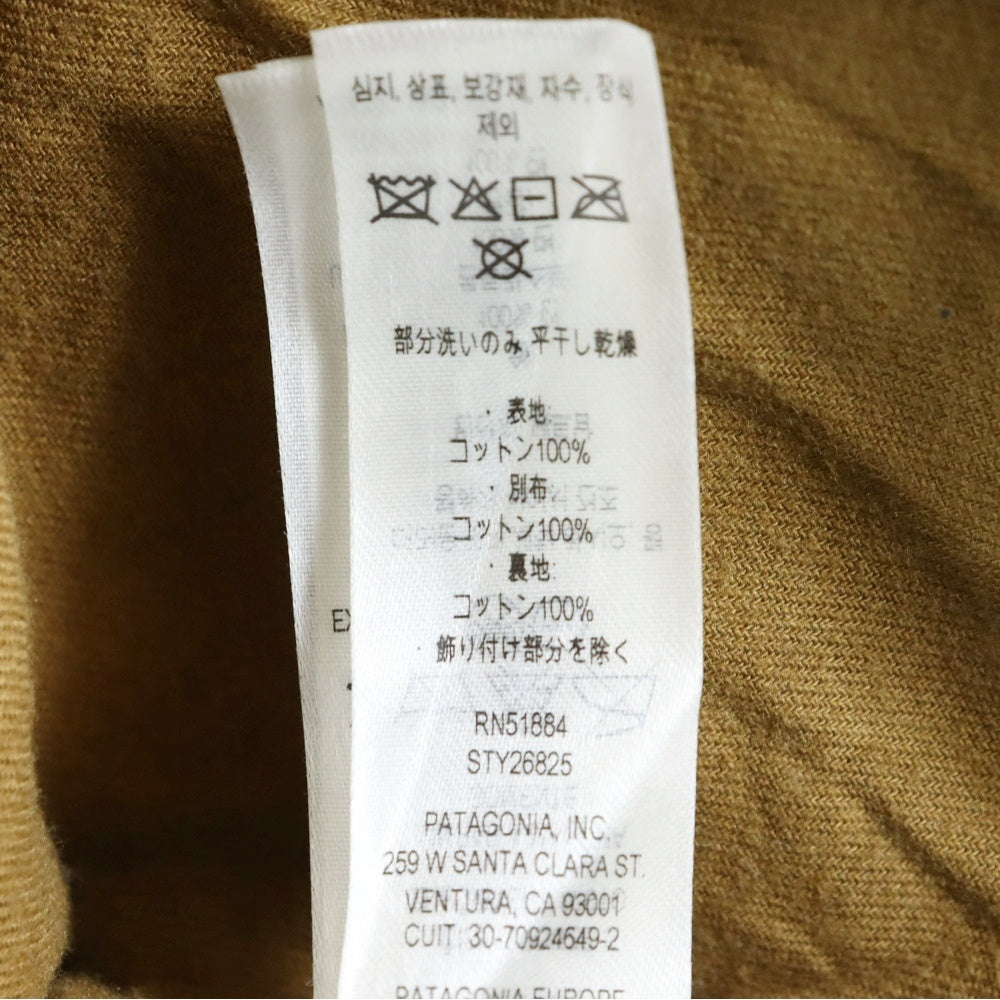 심지, 상표, 보강재, 자수, 장식
제외
部分洗いのみ 平干し乾燥
· 表地:
コットン100%
· 別布:
コットン100%
· 裏地:
コットン100%
· 飾り付け部分を除く
RN51884
STY26825
PATAGONIA, INC.
259 W SANTA CLARA ST.
VENTURA, CA 93001
CUIT: 30-70924649-2
PATAGONIA EUROPE